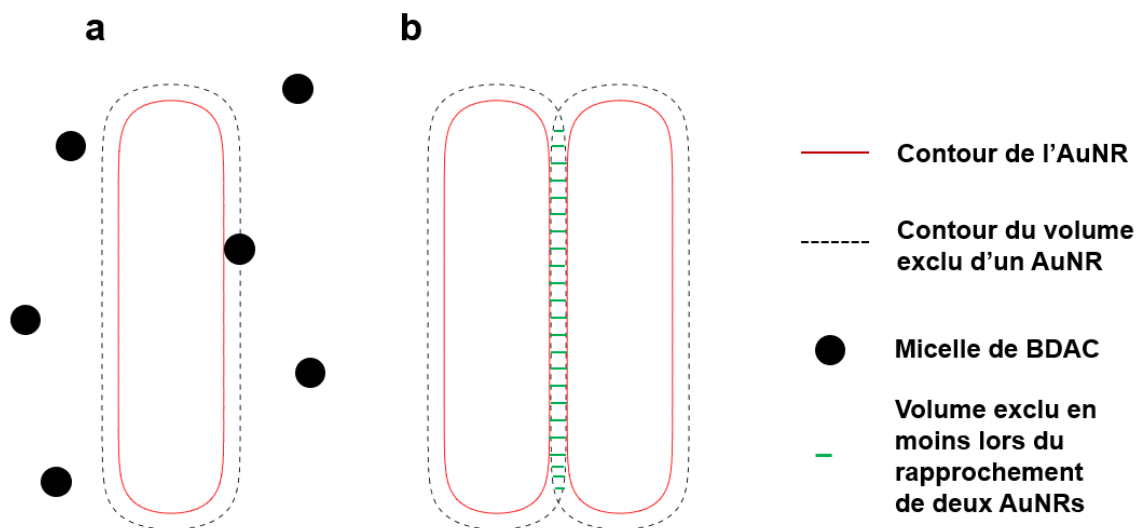 a
b
Contour de l'AuNR
Contour du volume
exclu d'un AuNR
Micelle de BDAC
Volume exclu en
moins lors du
rapprochement
de deux AuNRs